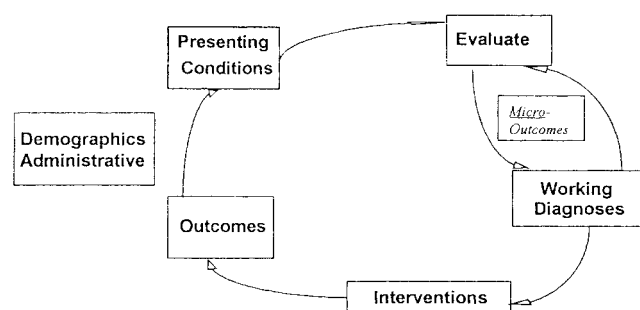 Presenting
Conditions
Evaluate
Micro-
Outcomes
Demographics
Administrative
Working
Diagnoses
Outcomes
Interventions